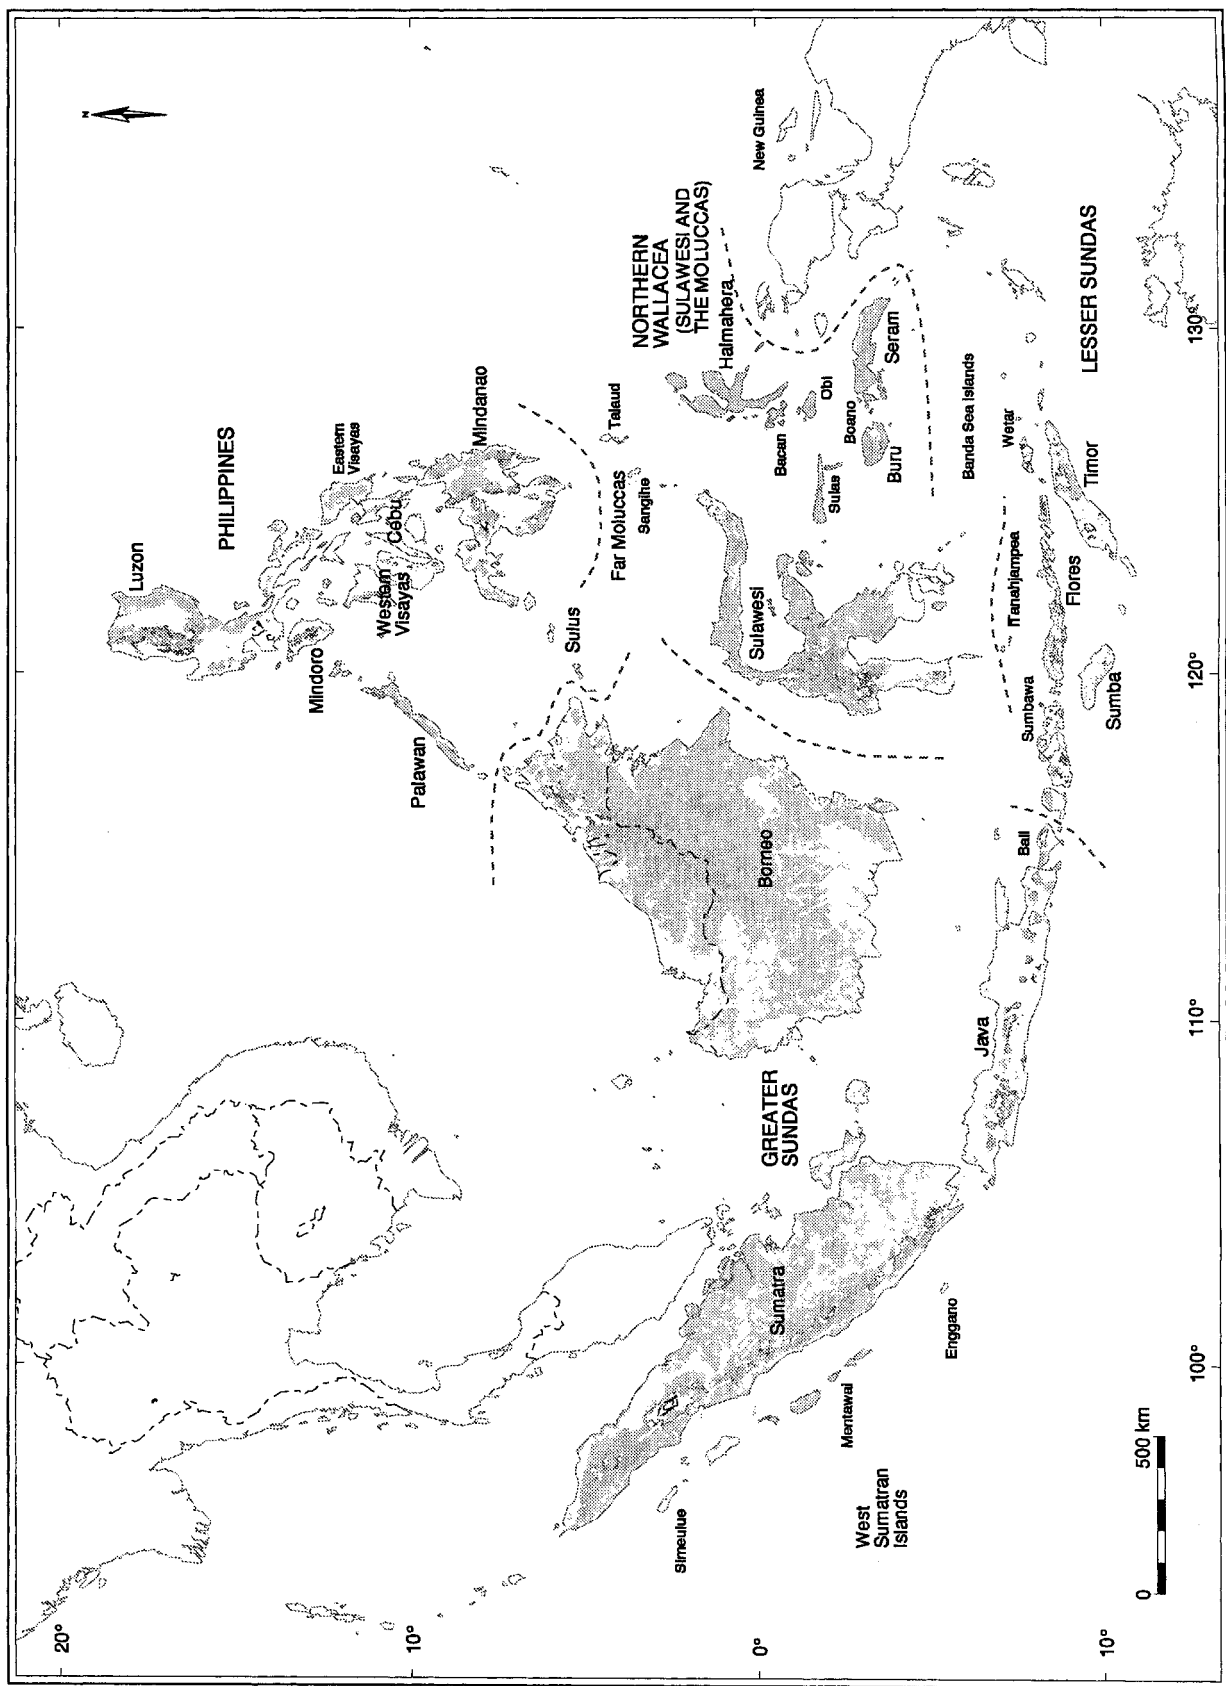 N
20°
Luzon
PHILIPPINES
Mindoro
Eastern
Visayas
Cebu
Western
Visayas
Palawan
10°
Mindanao
Sulus
Far Moluccas
Talaud
Sangihe
NORTHERN
WALLACEA
(SULAWESI AND
THE MOLUCCAS)
Halmahera
New Guinea
Simeulue
0°
Sumatra
GREATER
SUNDAS
Borneo
Sulawesi
Bacan
Obi
Sulas
Boano
Mentawai
West
Sumatran
Islands
Buru
Seram
Enggano
Java
Bali
Banda Sea Islands
Wetar
Tanahjampea
Sumbawa
Flores
Timor
LESSER SUNDAS
Sumba
10°
0
500 km
100°
110°
120°
130°